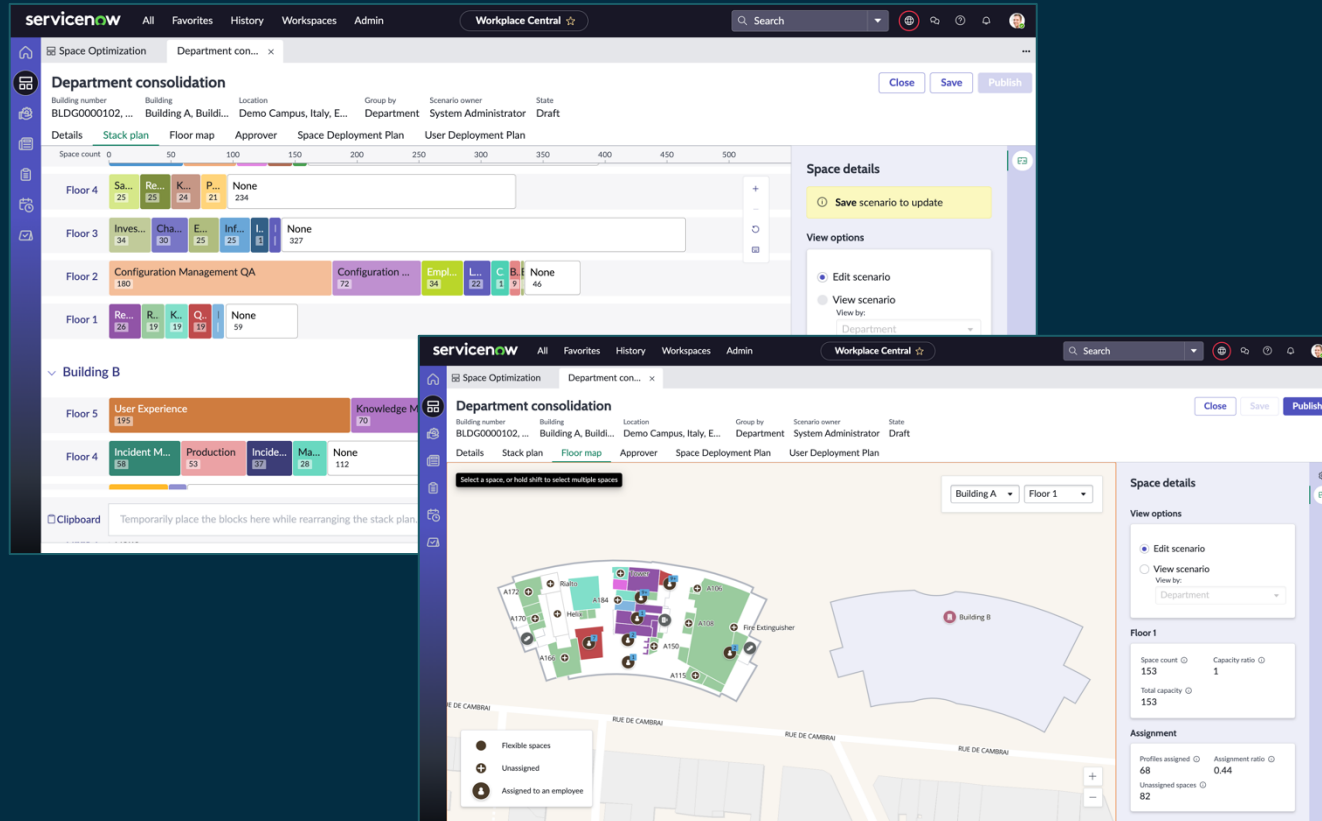 servicenow All Favorites History Workspaces Admin Workplace Central Search
Space Optimization Department con... ×
Department consolidation Close Save Publish
Building number Building Location Group by Scenario owner State
BLDG0000102, ... Building A, Buildi... Demo Campus, Italy, E... Department System Administrator Draft
Details Stack plan Floor map Approver Space Deployment Plan User Deployment Plan
Space count 0 50 100 150 200 250 300 350 400 450 500
Space details
Save scenario to update
View options
Edit scenario
View scenario
View by:
Department
Floor 4 Sa... Re... K... P... None
25 25 24 21 234
Floor 3 Inves... Cha... E... Inf... I... None
34 30 25 25 1 327
Floor 2 Configuration Management QA Configuration ... Empl... L... C B. None
180 72 34 22 1 9 46
Floor 1 Re... R.. K.. Q.. None
26 19 19 19 59
Building B
Floor 5 User Experience Knowledge M
195 70
Floor 4 Incident M... Production Incide... Ma... None
58 53 37 28 112
Clipboard Temporarily place the blocks here while rearranging the stack plan.
servicenow All Favorites History Workspaces Admin Workplace Central Search
Space Optimization Department con... ×
Department consolidation Close Save Publish
Building number Building Location Group by Scenario owner State
BLDG0000102, ... Building A, Buildi... Demo Campus, Italy, E... Department System Administrator Draft
Details Stack plan Floor map Approver Space Deployment Plan User Deployment Plan
Select a space, or hold shift to select multiple spaces
Building A Floor 1
Tower
Rialto
A172
A106
A184
Helix
A170
A108
Fire Extinguisher
A150
A166
A115
Building B
RUE DE CAMBRAI
RUE DE CAMBRAI
RUE DE CAMBRAI
Flexible spaces
Unassigned
Assigned to an employee
Space details
View options
Edit scenario
View scenario
View by:
Department
Floor 1
Space count Capacity ratio
153 1
Total capacity
153
Assignment
Profiles assigned Assignment ratio
68 0.44
Unassigned spaces
82